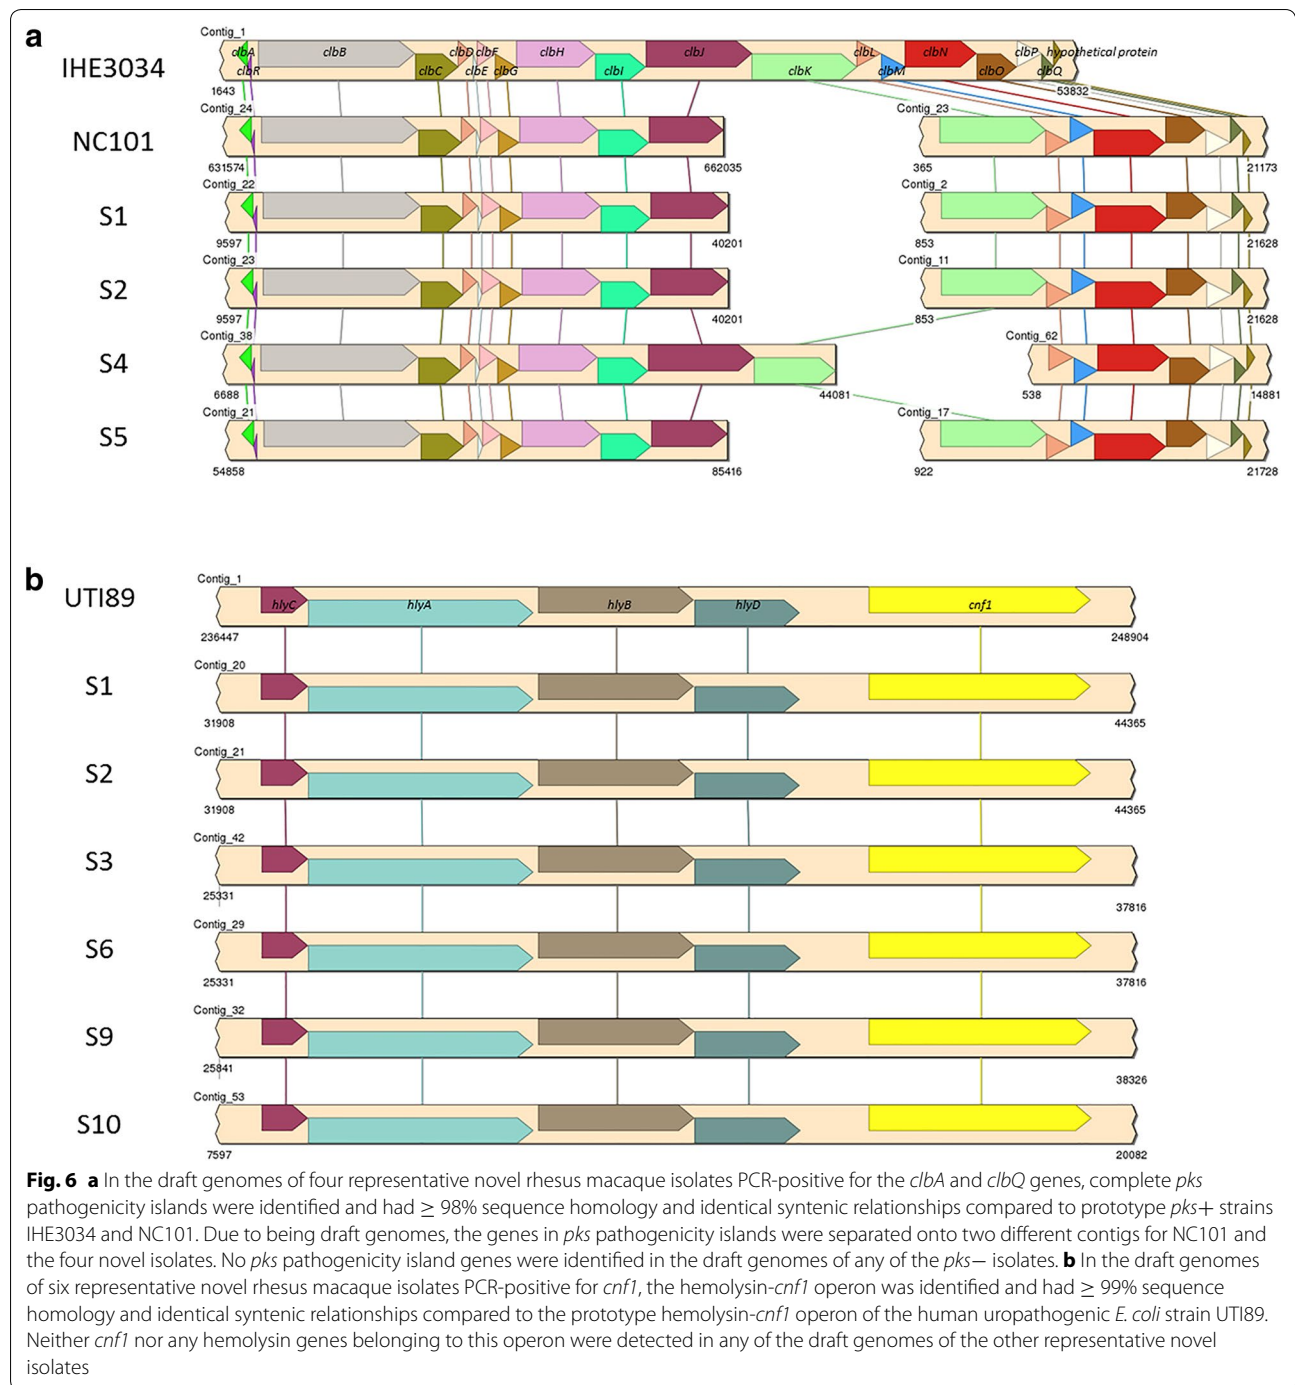 a
Contig_1
IHE3034
clbA clbB clbD clbF clbH clbJ clbL clbN clbP hypothetical protein
clbR clbC clbE clbG clbI clbK clbM clbO clbQ
1643 53832
Contig_24 Contig_23
NC101
631574 662035 365 21173
Contig_22 Contig_2
S1
9597 40201 853 21628
Contig_23 Contig_11
S2
9597 40201 853 21628
Contig_38 Contig_62
S4
6688 44081 538 14881
Contig_21 Contig_17
S5
54858 85416 922 21728
b
Contig_1
UTI89
hlyC hlyA hlyB hlyD cnf1
236447 248904
Contig_20
S1
31908 44365
Contig_21
S2
31908 44365
Contig_42
S3
25331 37816
Contig_29
S6
25331 37816
Contig_32
S9
25841 38326
Contig_53
S10
7597 20082
Fig. 6 a In the draft genomes of four representative novel rhesus macaque isolates PCR-positive for the clbA and clbQ genes, complete pks
pathogenicity islands were identified and had ≥ 98% sequence homology and identical syntenic relationships compared to prototype pks+ strains
IHE3034 and NC101. Due to being draft genomes, the genes in pks pathogenicity islands were separated onto two different contigs for NC101 and
the four novel isolates. No pks pathogenicity island genes were identified in the draft genomes of any of the pks− isolates. b In the draft genomes
of six representative novel rhesus macaque isolates PCR-positive for cnf1, the hemolysin-cnf1 operon was identified and had ≥ 99% sequence
homology and identical syntenic relationships compared to the prototype hemolysin-cnf1 operon of the human uropathogenic E. coli strain UTI89.
Neither cnf1 nor any hemolysin genes belonging to this operon were detected in any of the draft genomes of the other representative novel
isolates